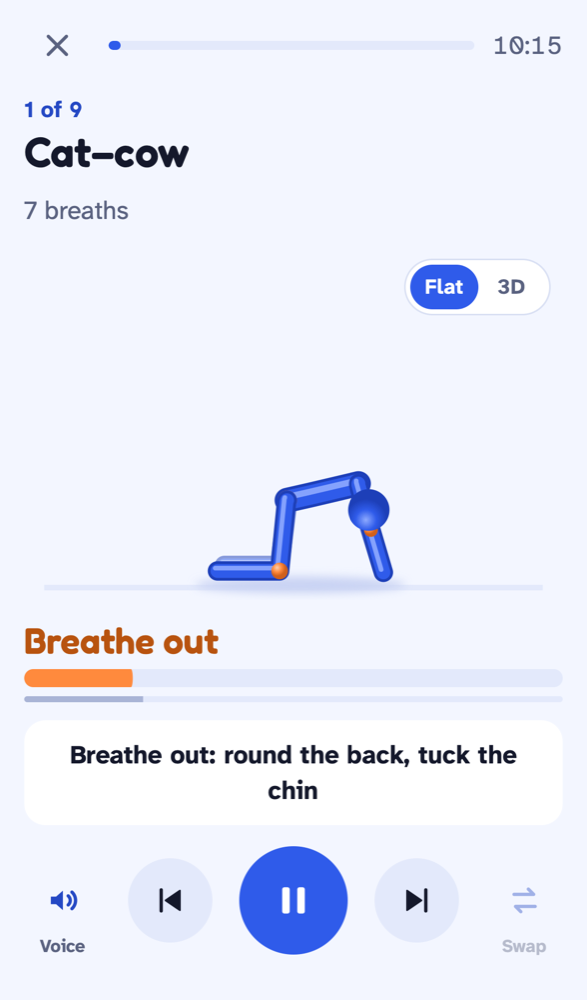 10:15
1 of 9
Cat–cow
7 breaths
Flat 3D
Breathe out
Breathe out: round the back, tuck the
chin
Voice
Swap